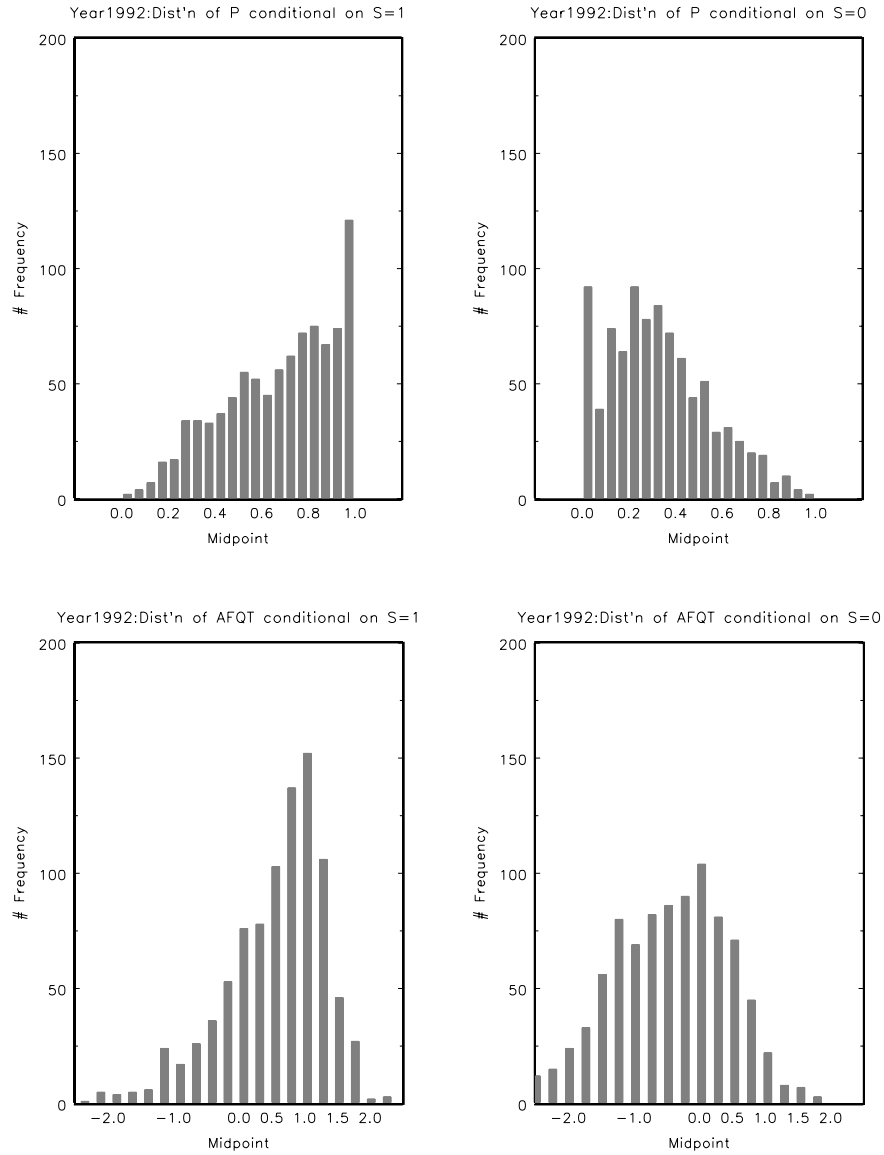 Year1992:Dist'n of P conditional on S=1
200
150
100
50
0
# Frequency
0.0 0.2 0.4 0.6 0.8 1.0
Midpoint
Year1992:Dist'n of P conditional on S=0
200
150
100
50
0
# Frequency
0.0 0.2 0.4 0.6 0.8 1.0
Midpoint
Year1992:Dist'n of AFQT conditional on S=1
200
150
100
50
0
# Frequency
−2.0 −1.0 0.0 0.5 1.0 1.5 2.0
Midpoint
Year1992:Dist'n of AFQT conditional on S=0
200
150
100
50
0
# Frequency
−2.0 −1.0 0.0 0.5 1.0 1.5 2.0
Midpoint